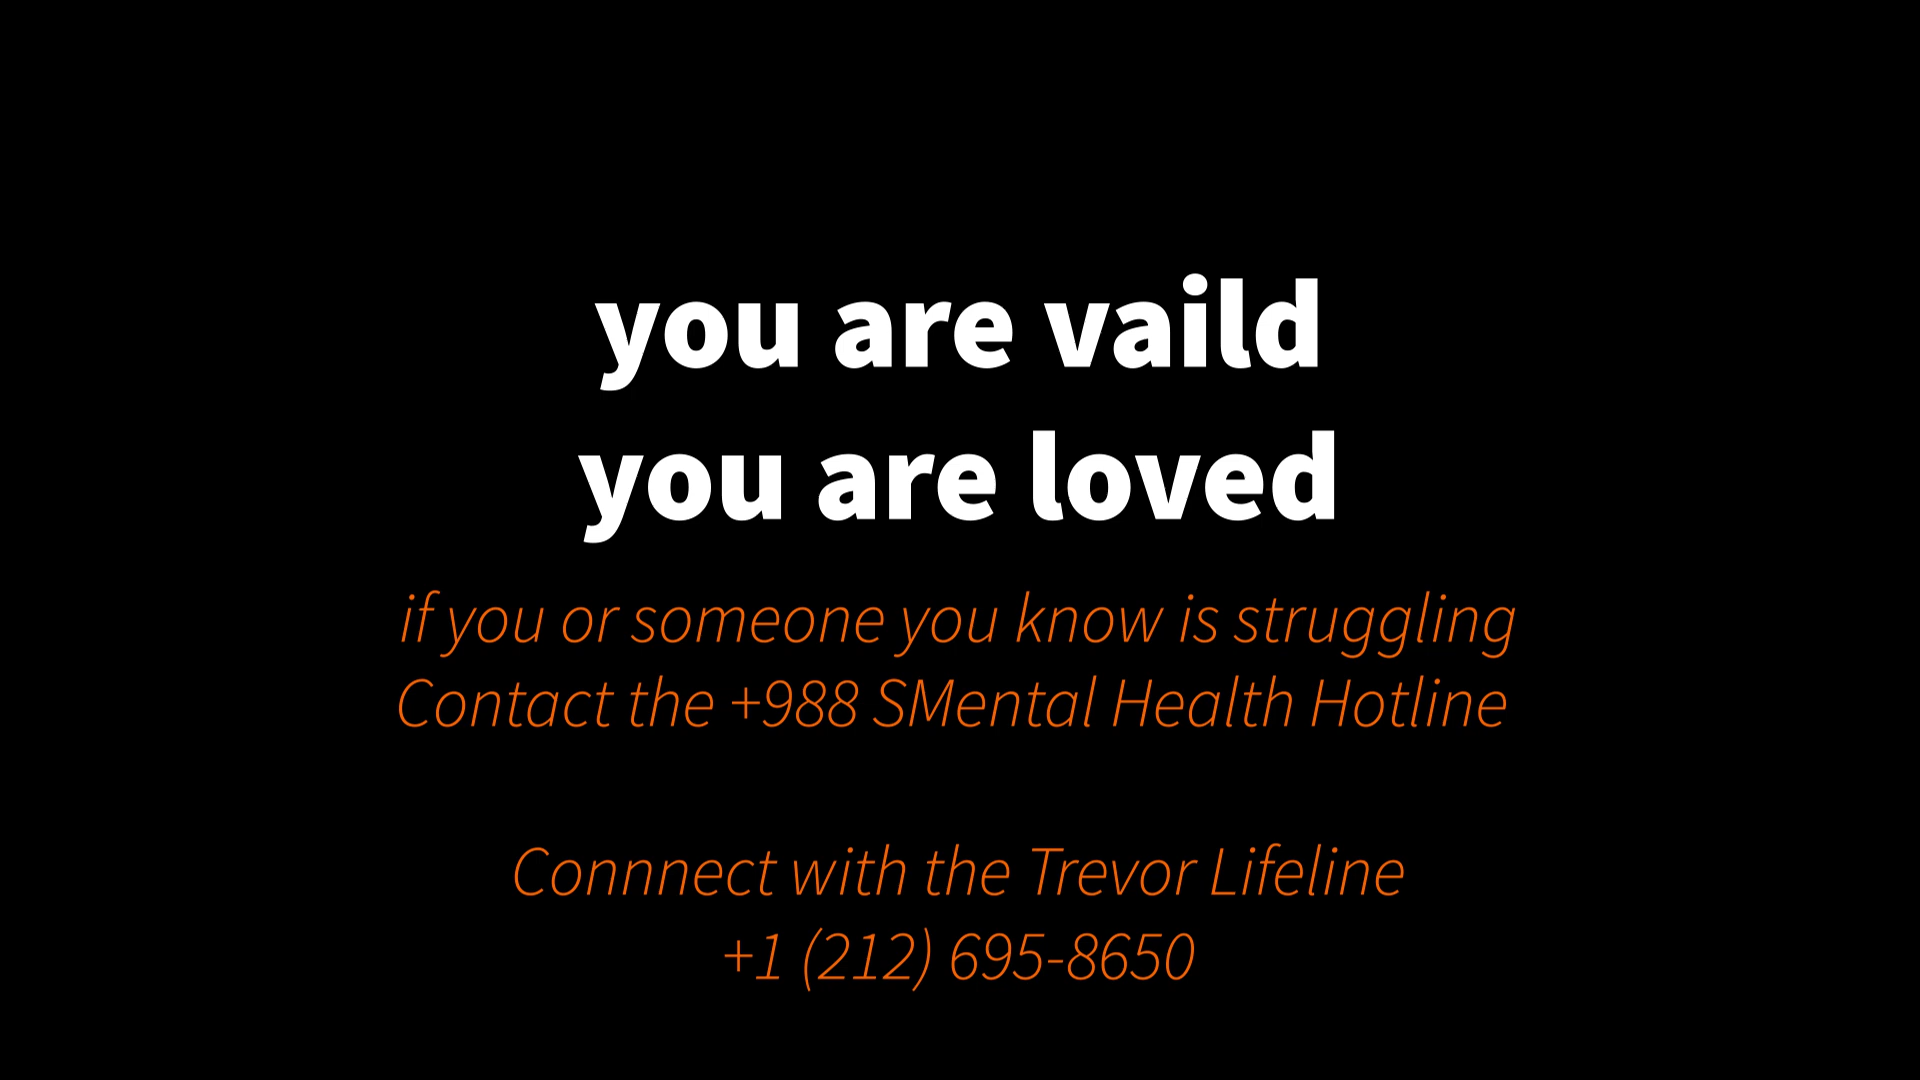 you are vaild
you are loved
if you or someone you know is struggling
Contact the +988 SMental Health Hotline
Connnect with the Trevor Lifeline
+1 (212) 695-8650